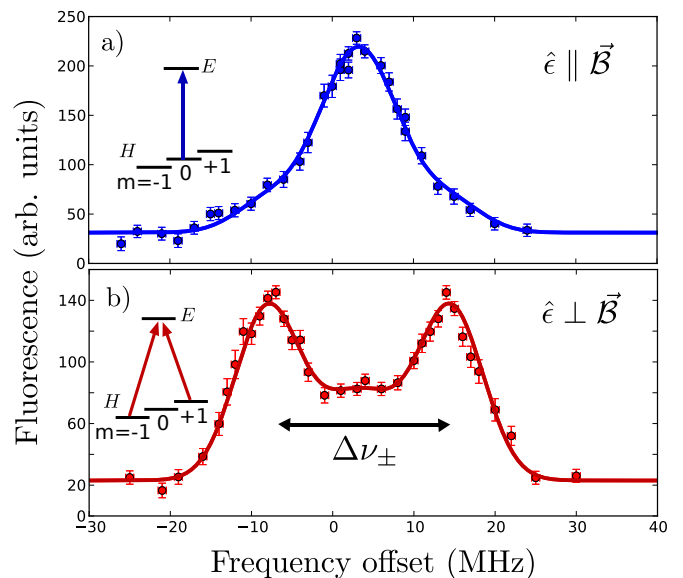 a)
ε̂ ∥ B⃗
E
H
m=-1
0
+1
250
200
150
100
50
0
Fluorescence (arb. units)
b)
ε̂ ⊥ B⃗
E
H
m=-1
0
+1
Δν±
140
100
60
20
0
−30
−20
−10
0
10
20
30
40
Frequency offset (MHz)